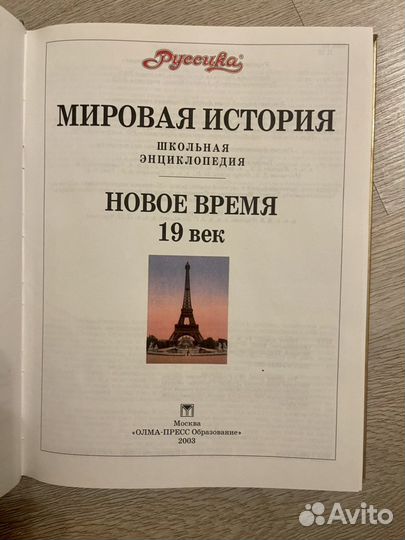 Руссика®
МИРОВАЯ ИСТОРИЯ
ШКОЛЬНАЯ
ЭНЦИКЛОПЕДИЯ
НОВОЕ ВРЕМЯ
19 век
Москва
«ОЛМА-ПРЕСС Образование»
2003
Avito